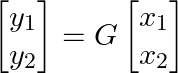 [y₁ y₂] = G [x₁ x₂]